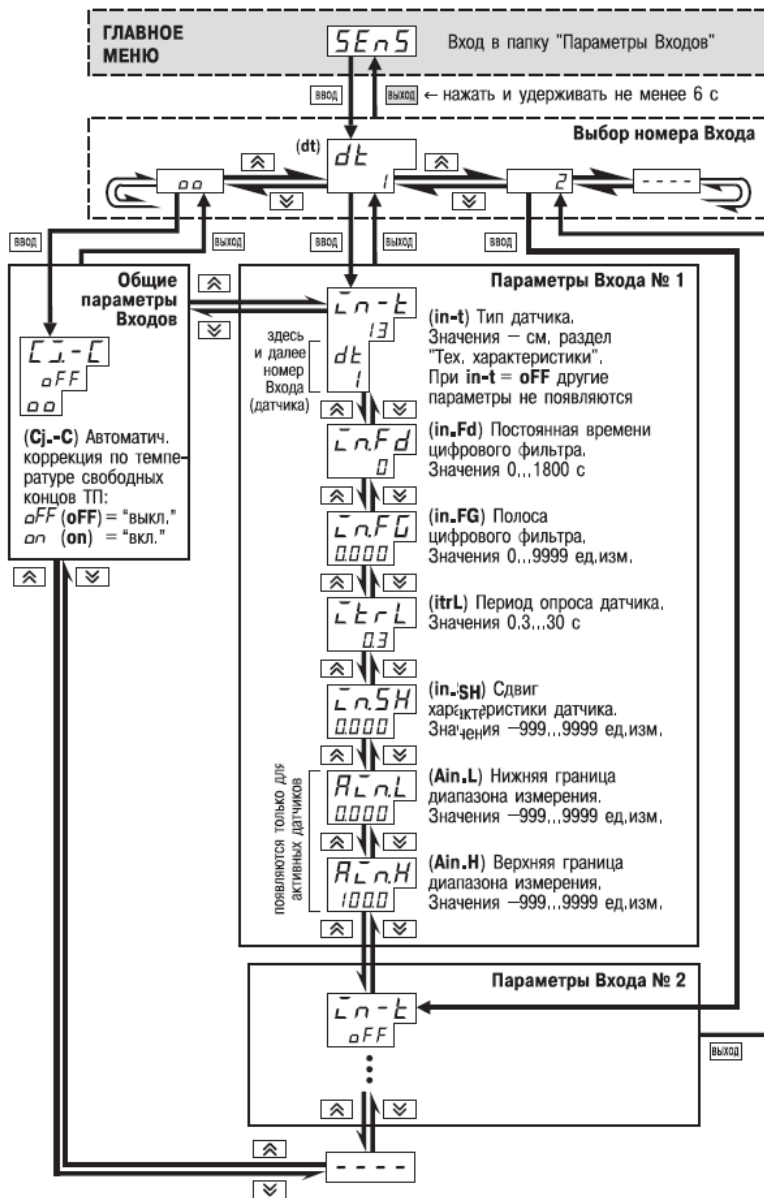 ГЛАВНОЕ
МЕНЮ
SEnS
Вход в папку "Параметры Входов"
ввод
выход
← нажать и удерживать не менее 6 с
Выбор номера Входа
(dt)
dt
1
oo
2
----
ввод
выход
ввод
выход
ввод
Общие
параметры
Входов
CJ.-C
oFF
oo
(Cj.-C) Автоматич.
коррекция по темпе-
ратуре свободных
концов ТП:
oFF (oFF) = "выкл."
on (on) = "вкл."
Параметры Входа № 1
in-t
13
dt
1
здесь
и далее
номер
Входа
(датчика)
(in-t) Тип датчика.
Значения – см. раздел
"Тех. характеристики".
При in-t = oFF другие
параметры не появляются
in.Fd
0
(in.Fd) Постоянная времени
цифрового фильтра.
Значения 0...1800 с
in.FG
0.000
(in.FG) Полоса
цифрового фильтра.
Значения 0...9999 ед.изм.
itrL
0.3
(itrL) Период опроса датчика.
Значения 0.3...30 с
in.SH
0.000
(in.SH) Сдвиг
характеристики датчика.
Значения –999...9999 ед.изм.
появляются только для
активных датчиков
Ain.L
0.000
(Ain.L) Нижняя граница
диапазона измерения.
Значения –999...9999 ед.изм.
Ain.H
100.0
(Ain.H) Верхняя граница
диапазона измерения.
Значения –999...9999 ед.изм.
Параметры Входа № 2
in-t
oFF
выход
----